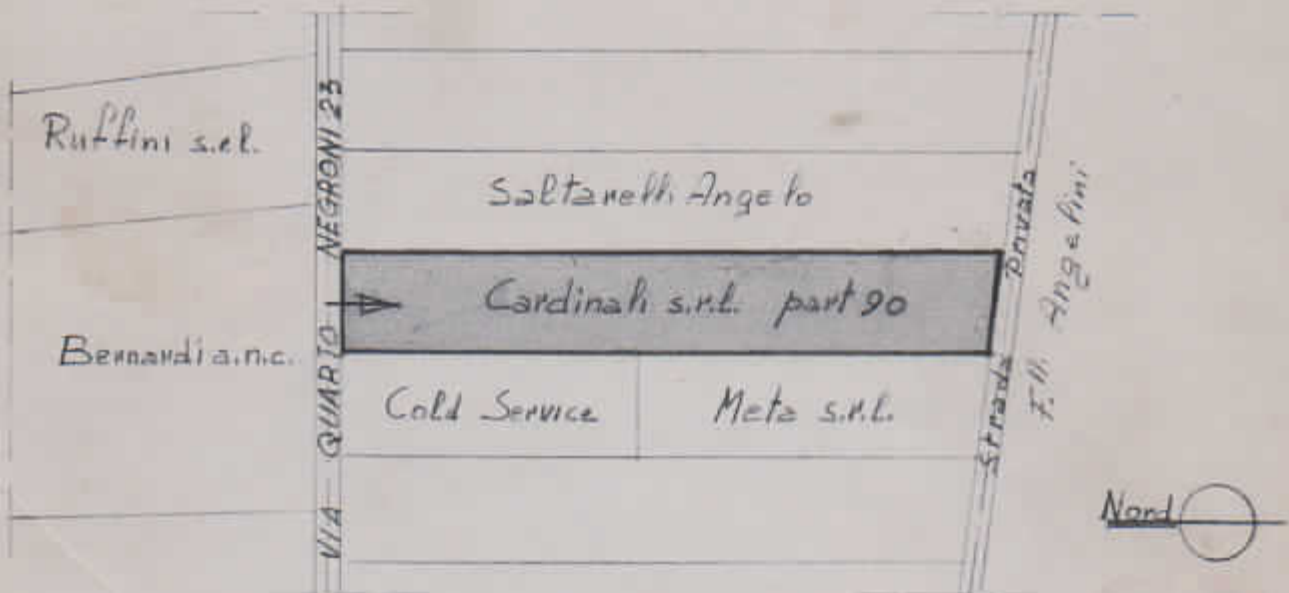 Ruffini s.r.l.
VIA QUARTO NEGRONI 23
Saltarelli Angelo
Strada Privata
F.lli Angelini
Cardinali s.r.l. part 90
Bernardi s.n.c.
Cold Service
Meta s.r.l.
Nord